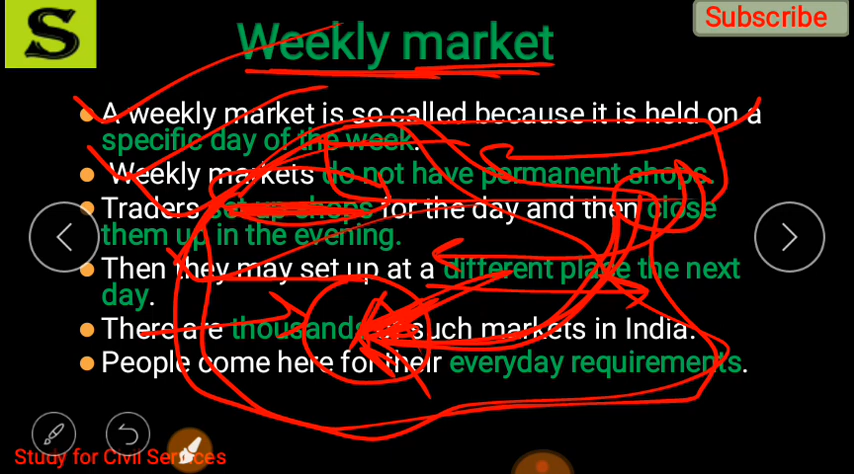 S
Subscribe
Weekly market
A weekly market is so called because it is held on a
specific day of the week.
Weekly markets do not have permanent shops.
Traders set up shops for the day and then close
them up in the evening.
Then they may set up at a different place the next
day.
There are thousands of such markets in India.
People come here for their everyday requirements.
Study for Civil Services